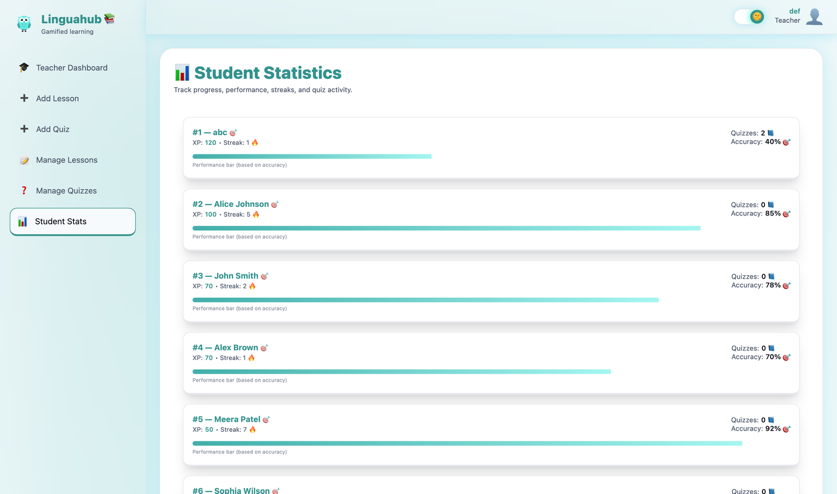 Linguahub
Gamified learning
def
Teacher
Teacher Dashboard
Add Lesson
Add Quiz
Manage Lessons
Manage Quizzes
Student Stats
Student Statistics
Track progress, performance, streaks, and quiz activity.
#1 — abc
XP: 120 • Streak: 1
Quizzes: 2
Accuracy: 40%
Performance bar (based on accuracy)
#2 — Alice Johnson
XP: 100 • Streak: 5
Quizzes: 0
Accuracy: 85%
Performance bar (based on accuracy)
#3 — John Smith
XP: 70 • Streak: 2
Quizzes: 0
Accuracy: 78%
Performance bar (based on accuracy)
#4 — Alex Brown
XP: 70 • Streak: 1
Quizzes: 0
Accuracy: 70%
Performance bar (based on accuracy)
#5 — Meera Patel
XP: 50 • Streak: 7
Quizzes: 0
Accuracy: 92%
Performance bar (based on accuracy)
#6 — Sophia Wilson
Quizzes: 0